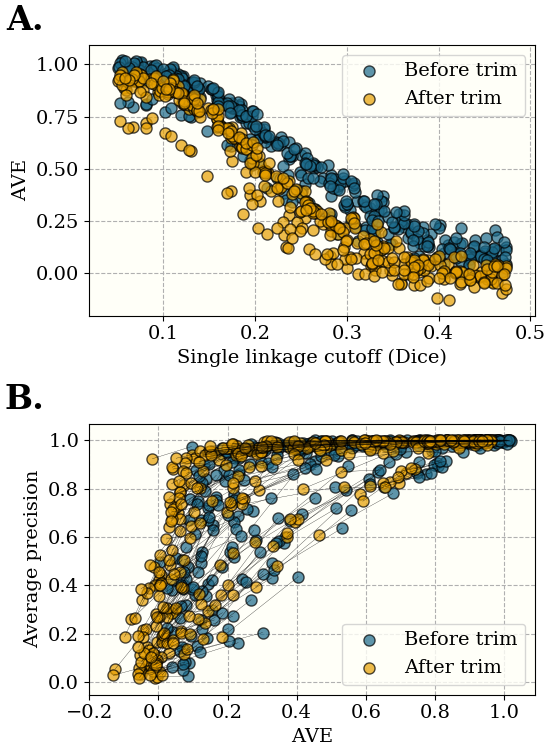 A.
1.00
0.75
0.50
0.25
0.00
AVE
Before trim
After trim
0.1 0.2 0.3 0.4 0.5
Single linkage cutoff (Dice)
B.
1.0
0.8
0.6
0.4
0.2
0.0
Average precision
Before trim
After trim
−0.2 0.0 0.2 0.4 0.6 0.8 1.0
AVE